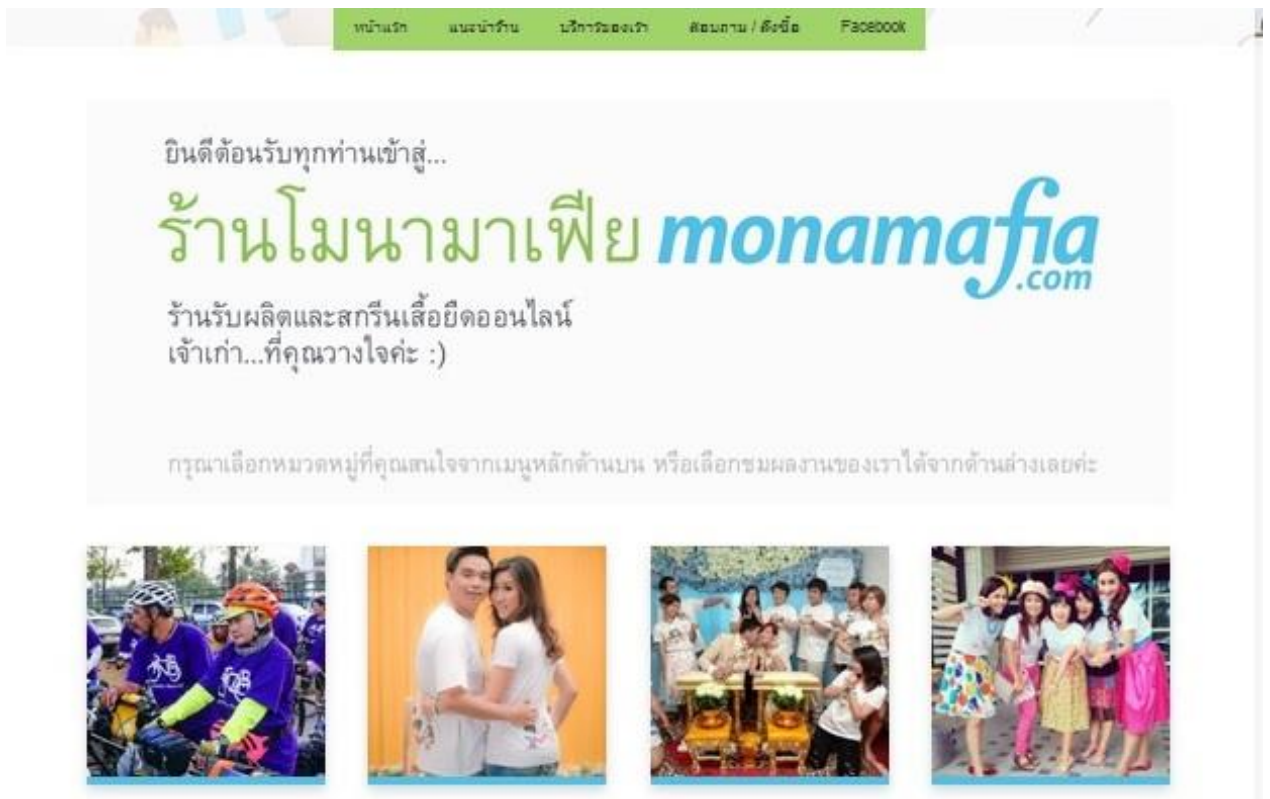 หน้าแรก แนะนำร้าน บริการของเรา สอบถาม / สั่งซื้อ Facebook
ยินดีต้อนรับทุกท่านเข้าสู่...
ร้านโมนามาเฟีย monamafia.com
ร้านรับผลิตและสกรีนเสื้อยืดออนไลน์
เจ้าเก่า...ที่คุณวางใจค่ะ :)
กรุณาเลือกหมวดหมู่ที่คุณสนใจจากเมนูหลักด้านบน หรือเลือกชมผลงานของเราได้จากด้านล่างเลยค่ะ